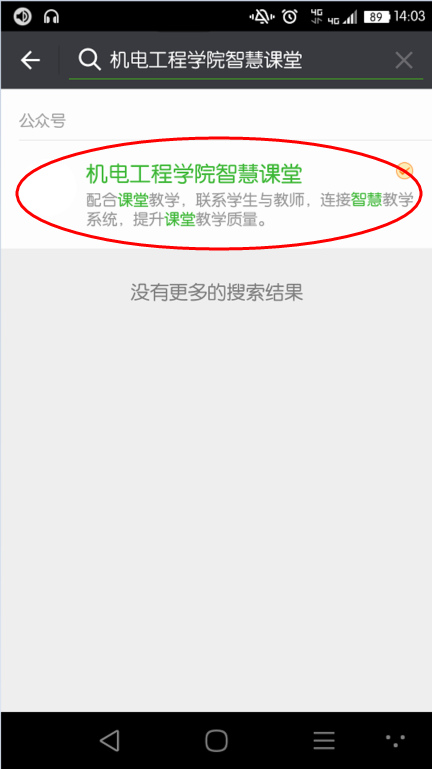 4G 4G 89 14:03
机电工程学院智慧课堂
公众号
机电工程学院智慧课堂
配合课堂教学，联系学生与教师，连接智慧教学
系统，提升课堂教学质量。
没有更多的搜索结果